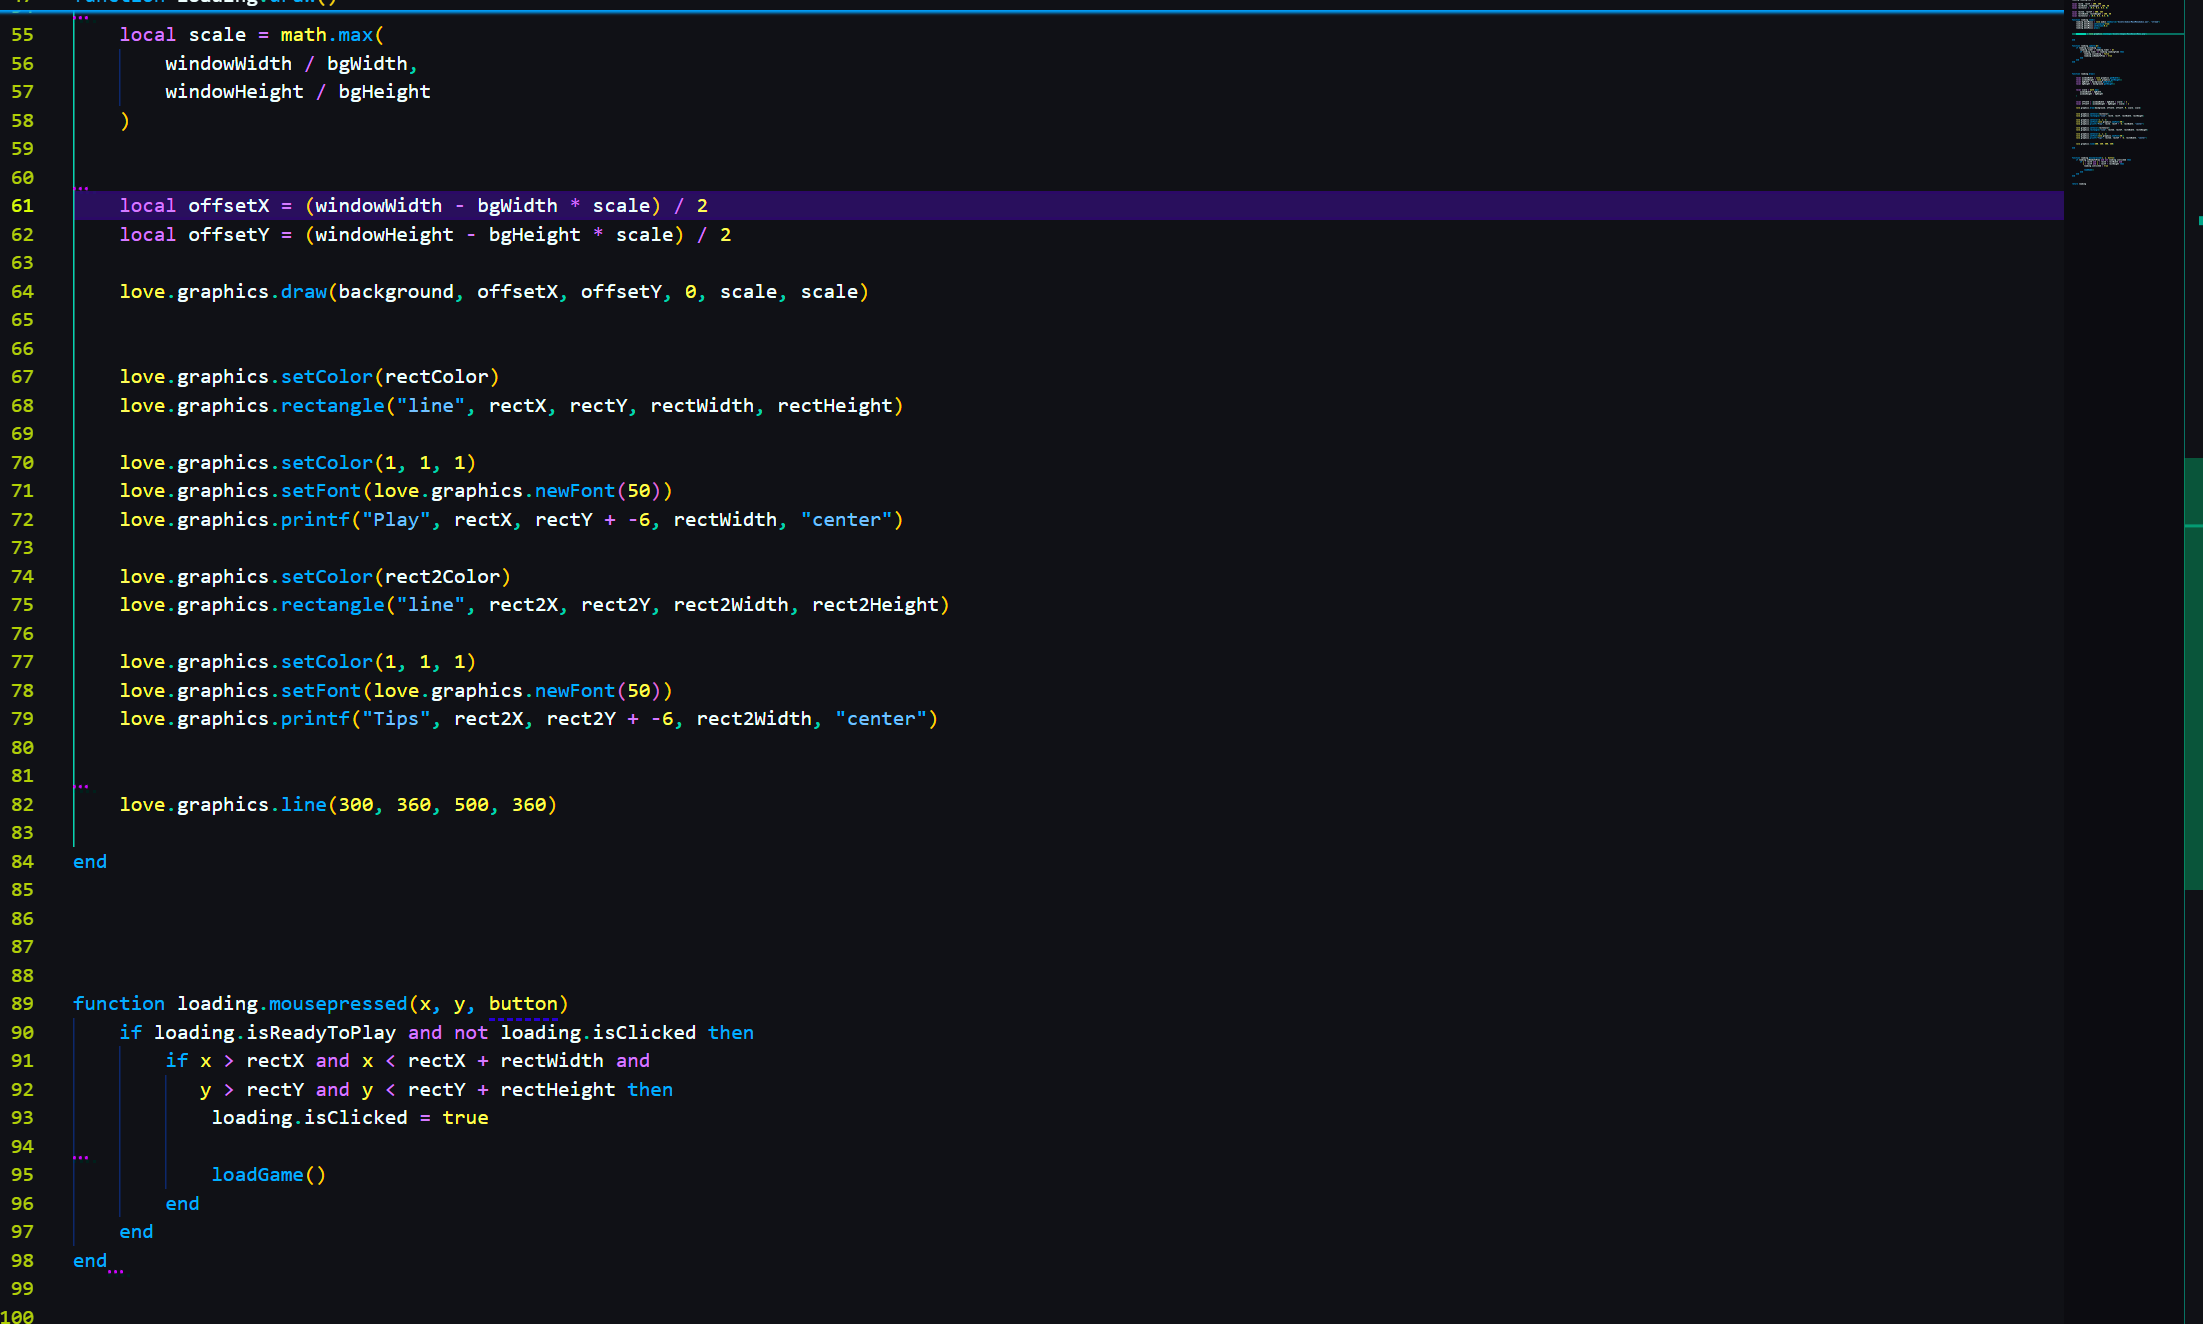 function loading.draw()
55 local scale = math.max(
56 windowWidth / bgWidth,
57 windowHeight / bgHeight
58 )
59
60
61 local offsetX = (windowWidth - bgWidth * scale) / 2
62 local offsetY = (windowHeight - bgHeight * scale) / 2
63
64 love.graphics.draw(background, offsetX, offsetY, 0, scale, scale)
65
66
67 love.graphics.setColor(rectColor)
68 love.graphics.rectangle("line", rectX, rectY, rectWidth, rectHeight)
69
70 love.graphics.setColor(1, 1, 1)
71 love.graphics.setFont(love.graphics.newFont(50))
72 love.graphics.printf("Play", rectX, rectY + -6, rectWidth, "center")
73
74 love.graphics.setColor(rect2Color)
75 love.graphics.rectangle("line", rect2X, rect2Y, rect2Width, rect2Height)
76
77 love.graphics.setColor(1, 1, 1)
78 love.graphics.setFont(love.graphics.newFont(50))
79 love.graphics.printf("Tips", rect2X, rect2Y + -6, rect2Width, "center")
80
81
82 love.graphics.line(300, 360, 500, 360)
83
84 end
85
86
87
88
89 function loading.mousepressed(x, y, button)
90 if loading.isReadyToPlay and not loading.isClicked then
91 if x > rectX and x < rectX + rectWidth and
92 y > rectY and y < rectY + rectHeight then
93 loading.isClicked = true
94
95 loadGame()
96 end
97 end
98 end
99
100